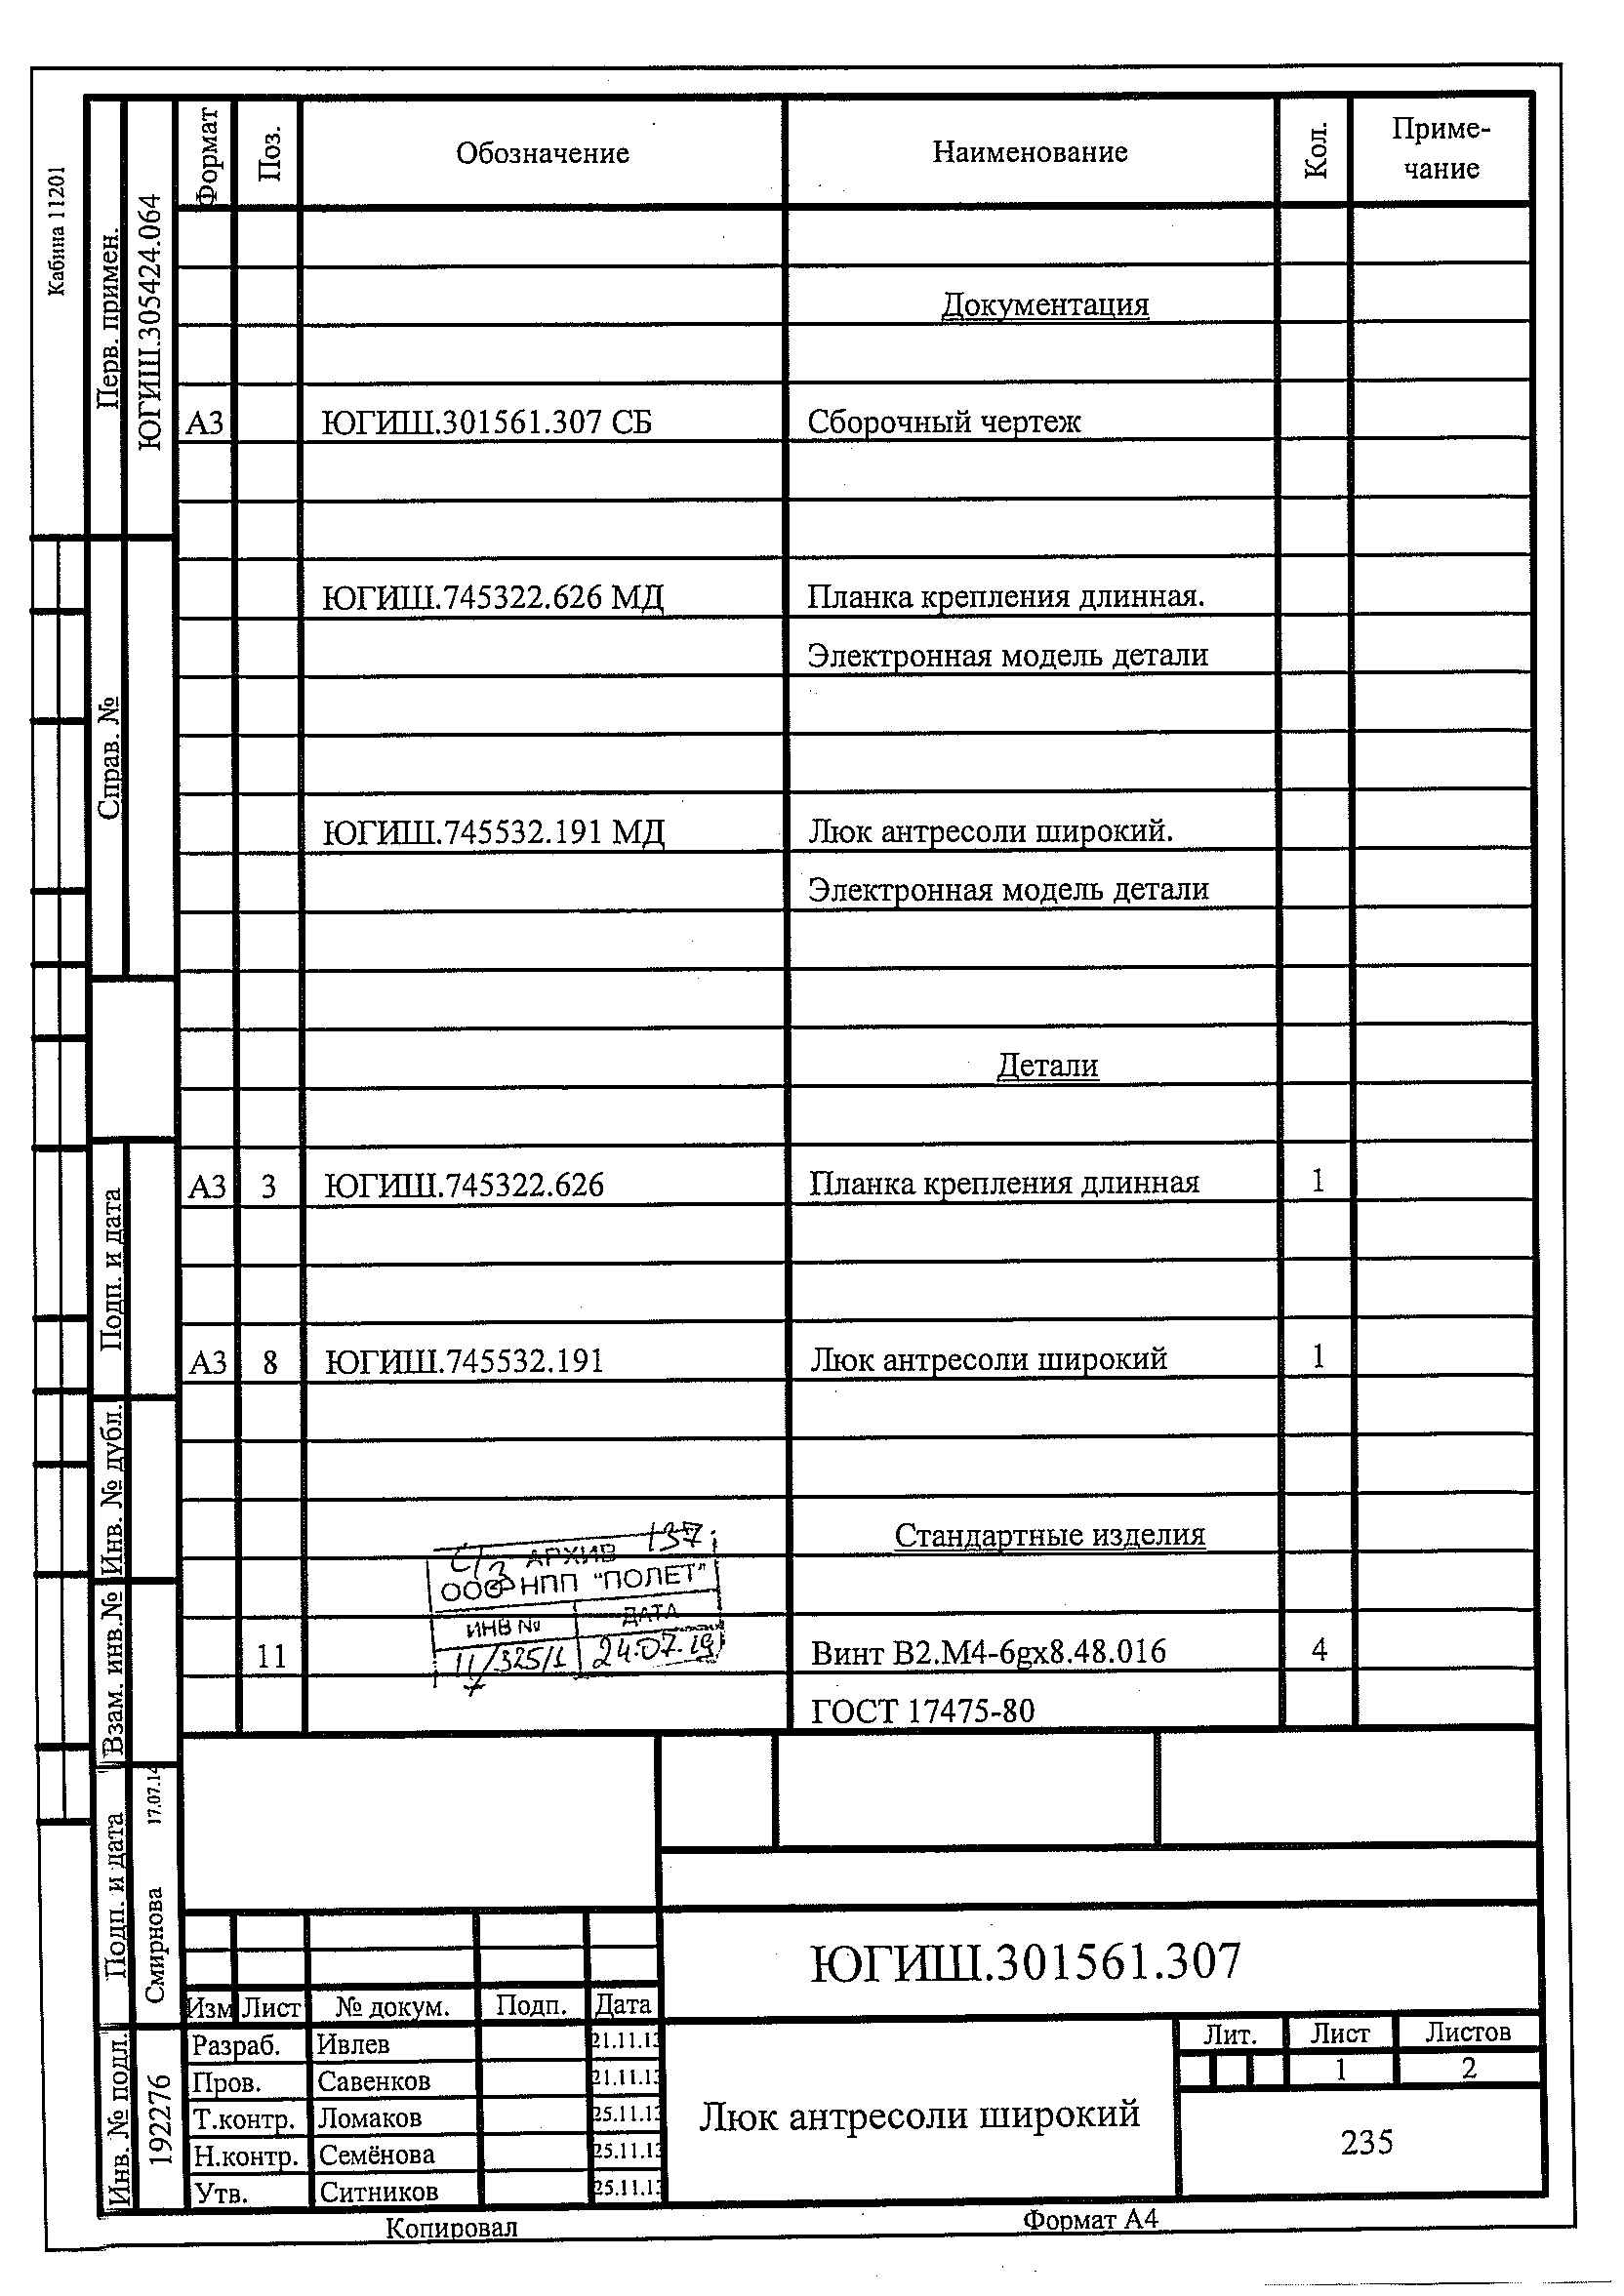 Кабина 11201
Перв. примен.
ЮГИШ.305424.064
Справ. №
Подп. и дата
Инв. № дубл.
Взам. инв.№
Подп. и дата
Смирнова 17.07.14
Инв. № подл.
192276
Формат Поз. Обозначение Наименование Кол. Приме-
чание
Документация
А3 ЮГИШ.301561.307 СБ Сборочный чертеж
ЮГИШ.745322.626 МД Планка крепления длинная.
Электронная модель детали
ЮГИШ.745532.191 МД Люк антресоли широкий.
Электронная модель детали
Детали
А3 3 ЮГИШ.745322.626 Планка крепления длинная 1
А3 8 ЮГИШ.745532.191 Люк антресоли широкий 1
Стандартные изделия
АРХИВ 137
ООО НПП "ПОЛЕТ"
ИНВ № ДАТА
11/325/1 24.07.19
11 Винт В2.М4-6gх8.48.016 4
ГОСТ 17475-80
ЮГИШ.301561.307
Изм Лист № докум. Подп. Дата
Разраб. Ивлев 21.11.13
Пров. Савенков 21.11.13
Т.контр. Ломаков 25.11.13
Н.контр. Семёнова 25.11.13
Утв. Ситников 25.11.13
Люк антресоли широкий
Лит. Лист Листов
1 2
235
Копировал Формат А4